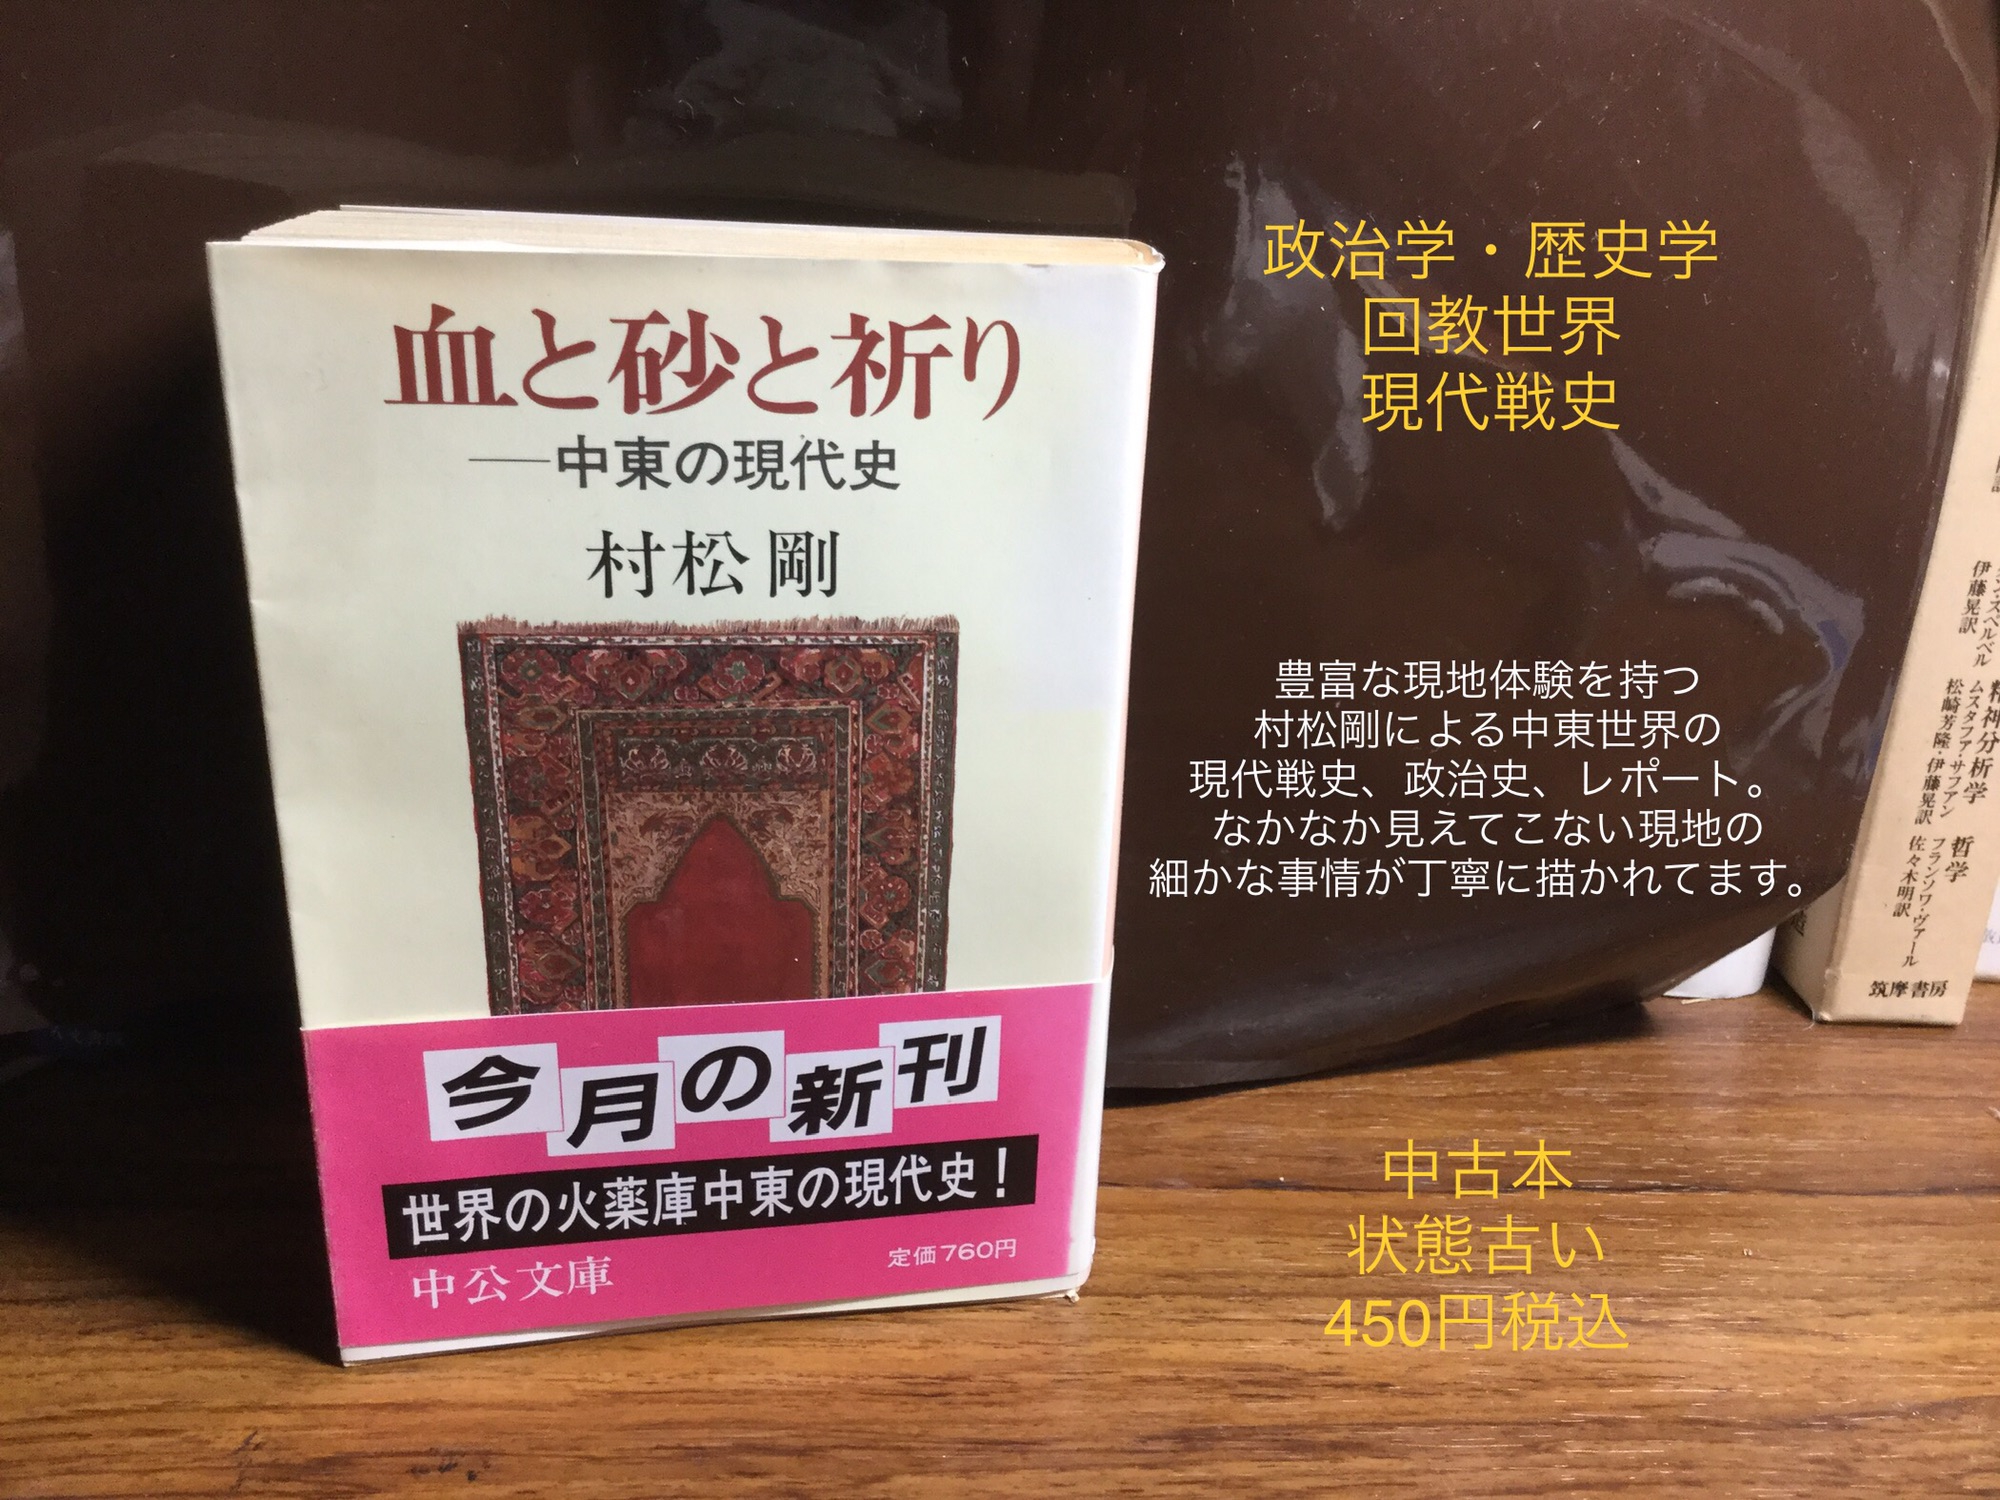 血と砂と祈り
──中東の現代史
村松 剛
今月の新刊
世界の火薬庫中東の現代史！
中公文庫
定価760円
政治学・歴史学
回教世界
現代戦史
豊富な現地体験を持つ
村松剛による中東世界の
現代戦史、政治史、レポート。
なかなか見えてこない現地の
細かな事情が丁寧に描かれてます。
中古本
状態古い
450円税込
伊藤晃訳
精神分析学
ムスタファ・サフアン
松崎芳隆・伊藤晃訳
哲学
フランソワ・ヴァール
佐々木明訳
筑摩書房